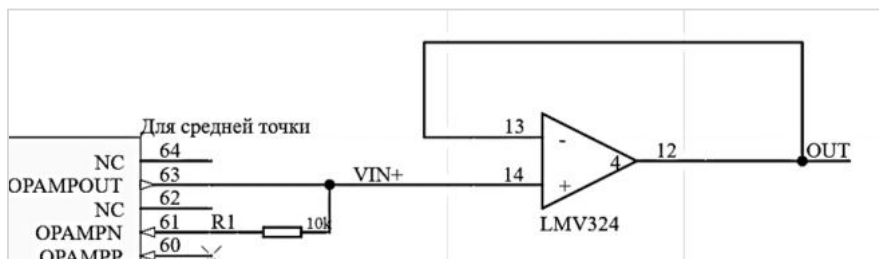 Для средней точки
NC 64
OPAMPOUT 63
NC 62
OPAMPN 61 R1 10k
OPAMPP 60
VIN+
13
14
-
+
4
12
OUT
LMV324